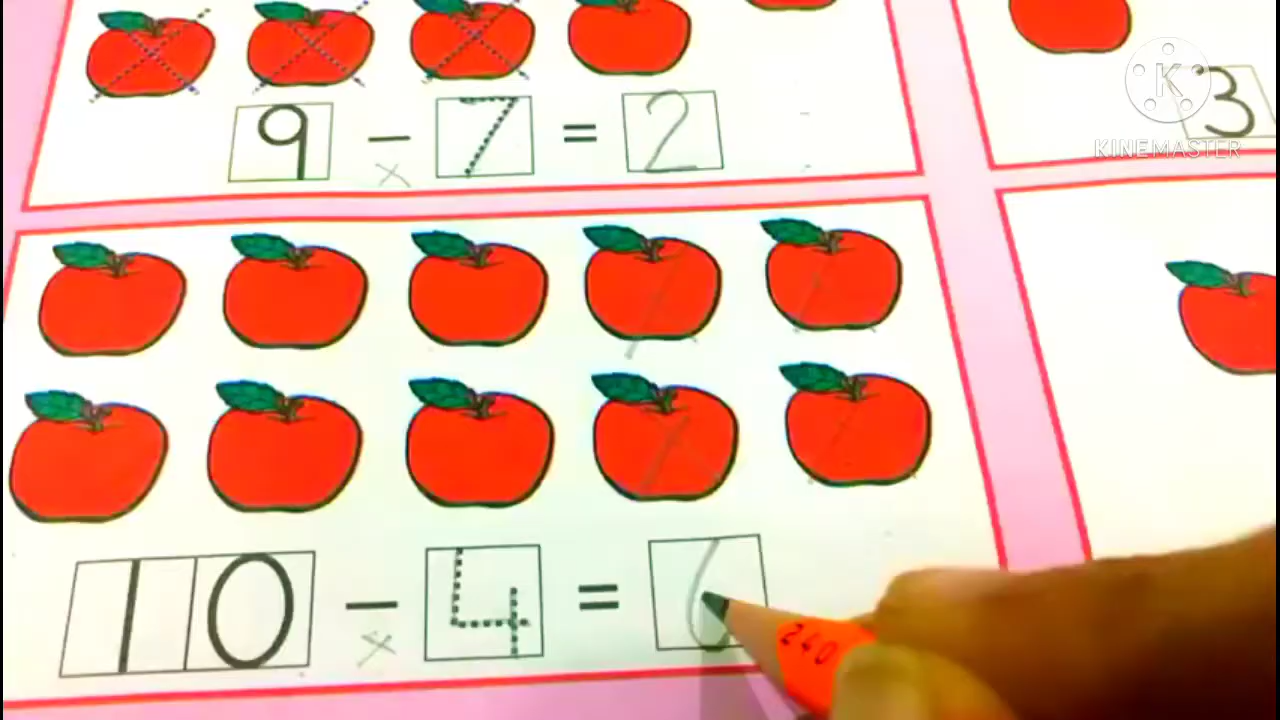 9 - 7 = 2
3
K
KINEMASTER
10 - 4 = 6
x
x
240